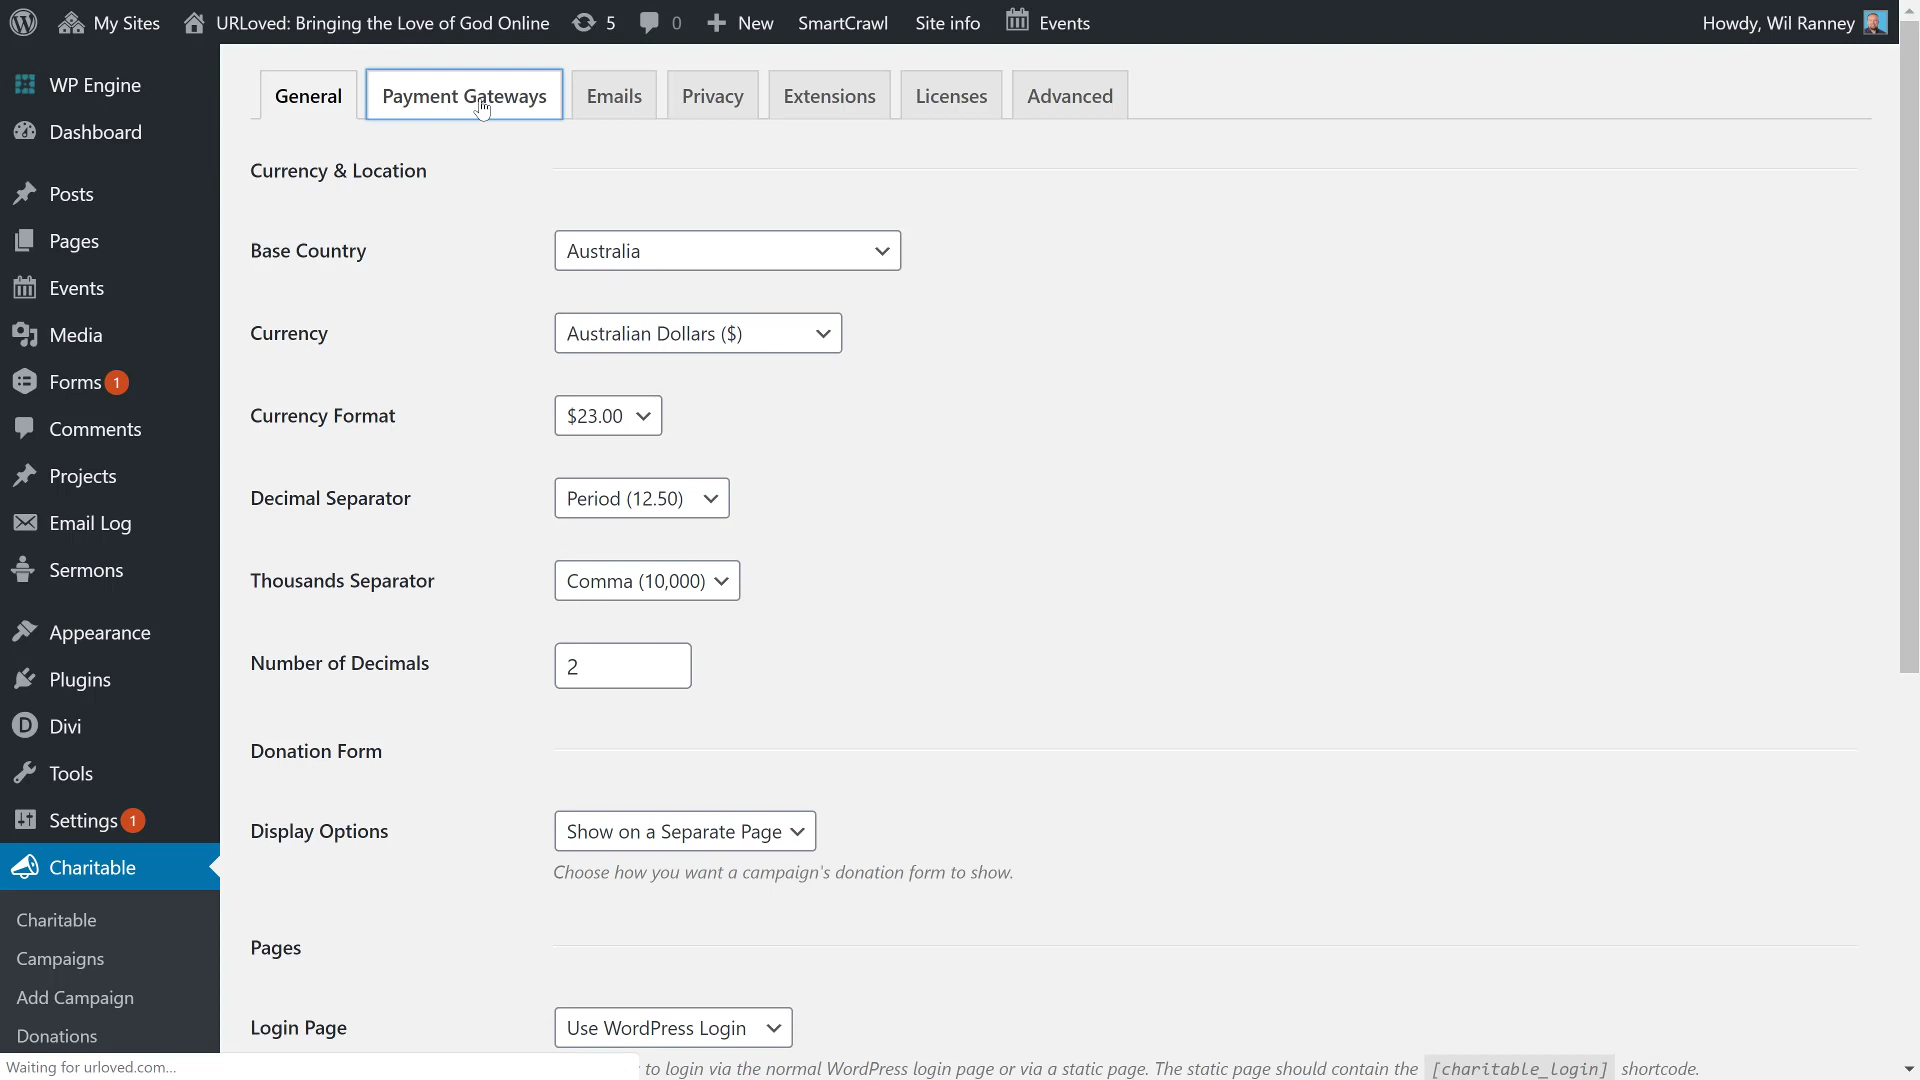 My Sites
URLoved: Bringing the Love of God Online
5
0
New
SmartCrawl
Site info
Events
Howdy, Wil Ranney
WP Engine
Dashboard
Posts
Pages
Events
Media
Forms 1
Comments
Projects
Email Log
Sermons
Appearance
Plugins
Divi
Tools
Settings 1
Charitable
Charitable
Campaigns
Add Campaign
Donations
General
Payment Gateways
Emails
Privacy
Extensions
Licenses
Advanced
Currency & Location
Base Country
Australia
Currency
Australian Dollars ($)
Currency Format
$23.00
Decimal Separator
Period (12.50)
Thousands Separator
Comma (10,000)
Number of Decimals
2
Donation Form
Display Options
Show on a Separate Page
Choose how you want a campaign's donation form to show.
Pages
Login Page
Use WordPress Login
to login via the normal WordPress login page or via a static page. The static page should contain the [charitable_login] shortcode.
Waiting for urloved.com...